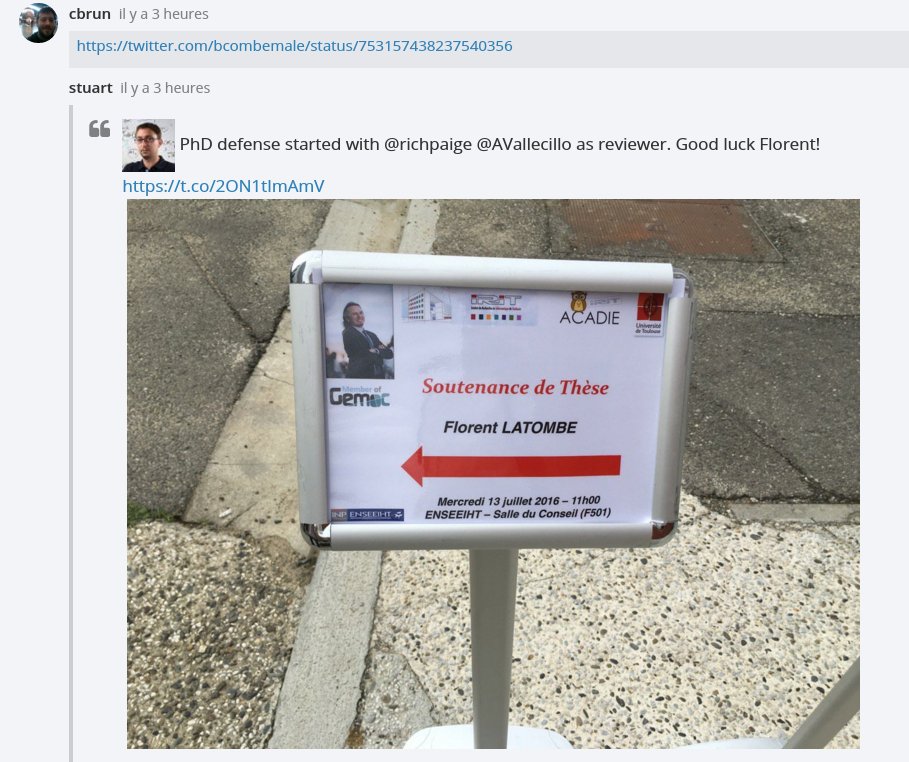 cbrun il y a 3 heures
https://twitter.com/bcombemale/status/753157438237540356
stuart il y a 3 heures
PhD defense started with @richpaige @AVallecillo as reviewer. Good luck Florent!
https://t.co/2ON1tImAmV
IRIT
ACADIE
Université
de Toulouse
Member of
Gemoc
Soutenance de Thèse
Florent LATOMBE
Mercredi 13 juillet 2016 – 11h00
ENSEEIHT – Salle du Conseil (F501)
INP ENSEEIHT